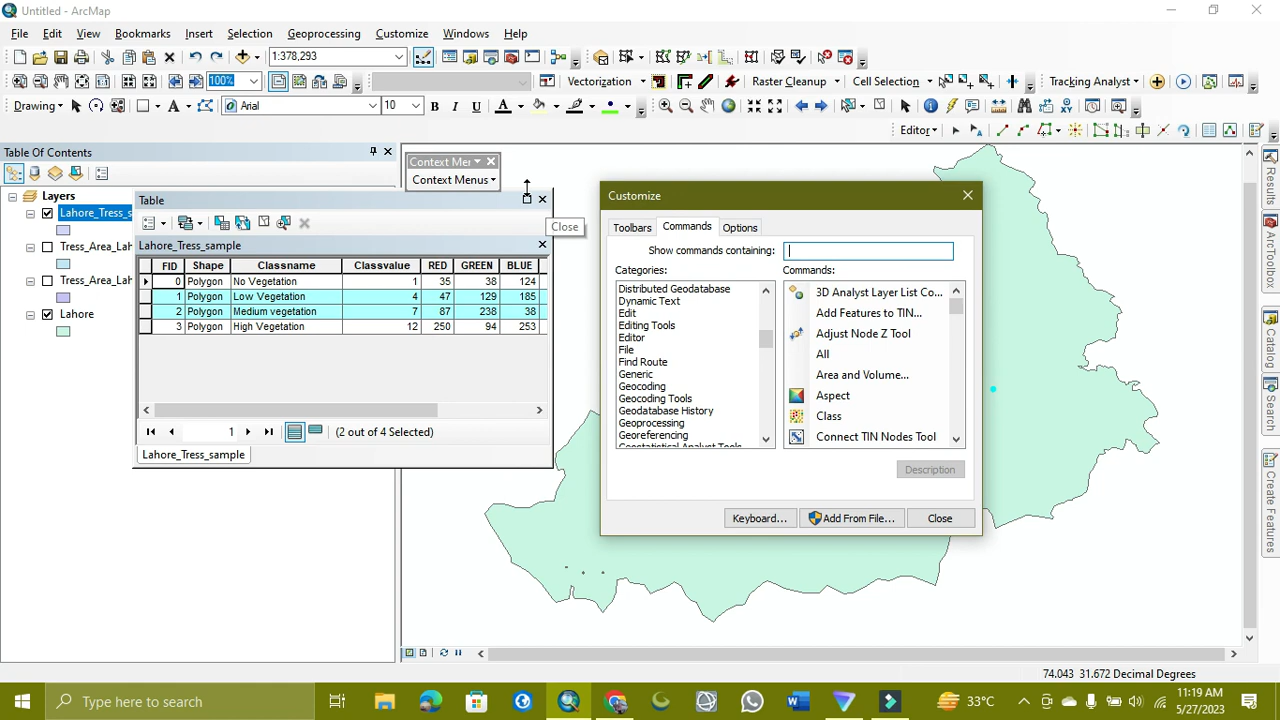 Untitled - ArcMap
File Edit View Bookmarks Insert Selection Geoprocessing Customize Windows Help
1:378,293
100% Vectorization Raster Cleanup Cell Selection Tracking Analyst
Drawing A Arial 10 B I U A
Editor
Table Of Contents
Layers
Lahore_Tress_s
Tress_Area_Lah
Tress_Area_Lah
Lahore
Context Mer
Context Menus
Table
Close
Lahore_Tress_sample
FID Shape Classname Classvalue RED GREEN BLUE
0 Polygon No Vegetation 1 35 38 124
1 Polygon Low Vegetation 4 47 129 185
2 Polygon Medium vegetation 7 87 238 38
3 Polygon High Vegetation 12 250 94 253
1 (2 out of 4 Selected)
Lahore_Tress_sample
Customize
Toolbars Commands Options
Show commands containing:
Categories:
Distributed Geodatabase
Dynamic Text
Edit
Editing Tools
Editor
File
Find Route
Generic
Geocoding
Geocoding Tools
Geodatabase History
Geoprocessing
Georeferencing
Geostatistical Analyst Tools
Commands:
3D Analyst Layer List Co...
Add Features to TIN...
Adjust Node Z Tool
All
Area and Volume...
Aspect
Class
Connect TIN Nodes Tool
Description
Keyboard... Add From File... Close
Results
ArcToolbox
Catalog
Search
Create Features
74.043 31.672 Decimal Degrees
Type here to search
33°C
11:19 AM
5/27/2023